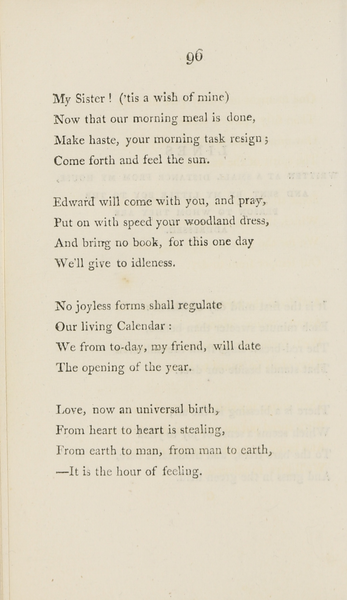 96
My Sister! ('tis a wish of mine)
Now that our morning meal is done,
Make haste, your morning task resign;
Come forth and feel the sun.
Edward will come with you, and pray,
Put on with speed your woodland dress,
And bring no book, for this one day
We'll give to idleness.
No joyless forms shall regulate
Our living Calendar:
We from to-day, my friend, will date
The opening of the year.
Love, now an universal birth,
From heart to heart is stealing,
From earth to man, from man to earth,
—It is the hour of feeling.